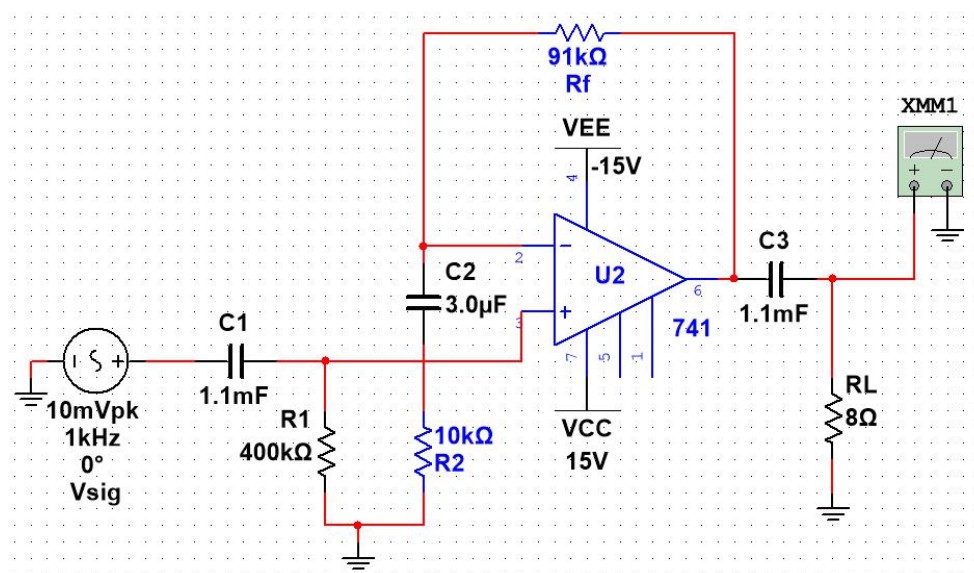 91kΩ
Rf
XMM1
VEE
-15V
4
+
−
−
2
C2
3.0µF
U2
6
C3
1.1mF
+
3
741
C1
1.1mF
7
5
1
10mVpk
1kHz
0°
Vsig
R1
400kΩ
10kΩ
R2
VCC
15V
RL
8Ω